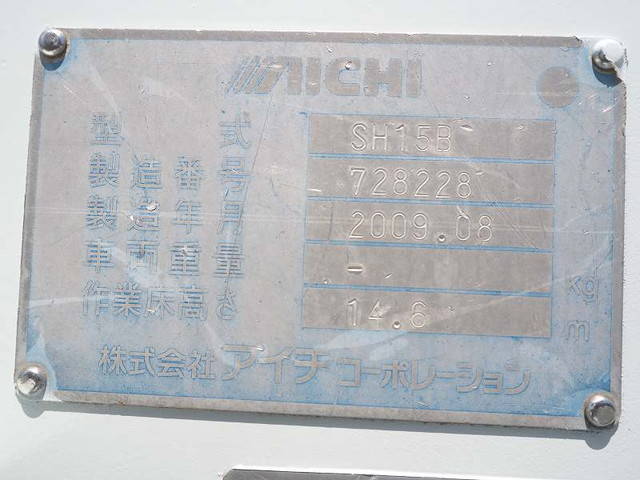 AICHI
型式 SH15B
製造番号 728228
製造年月 2009.08
車両重量 - kg
作業床高さ 14.6 m
株式会社アイチコーポレーション